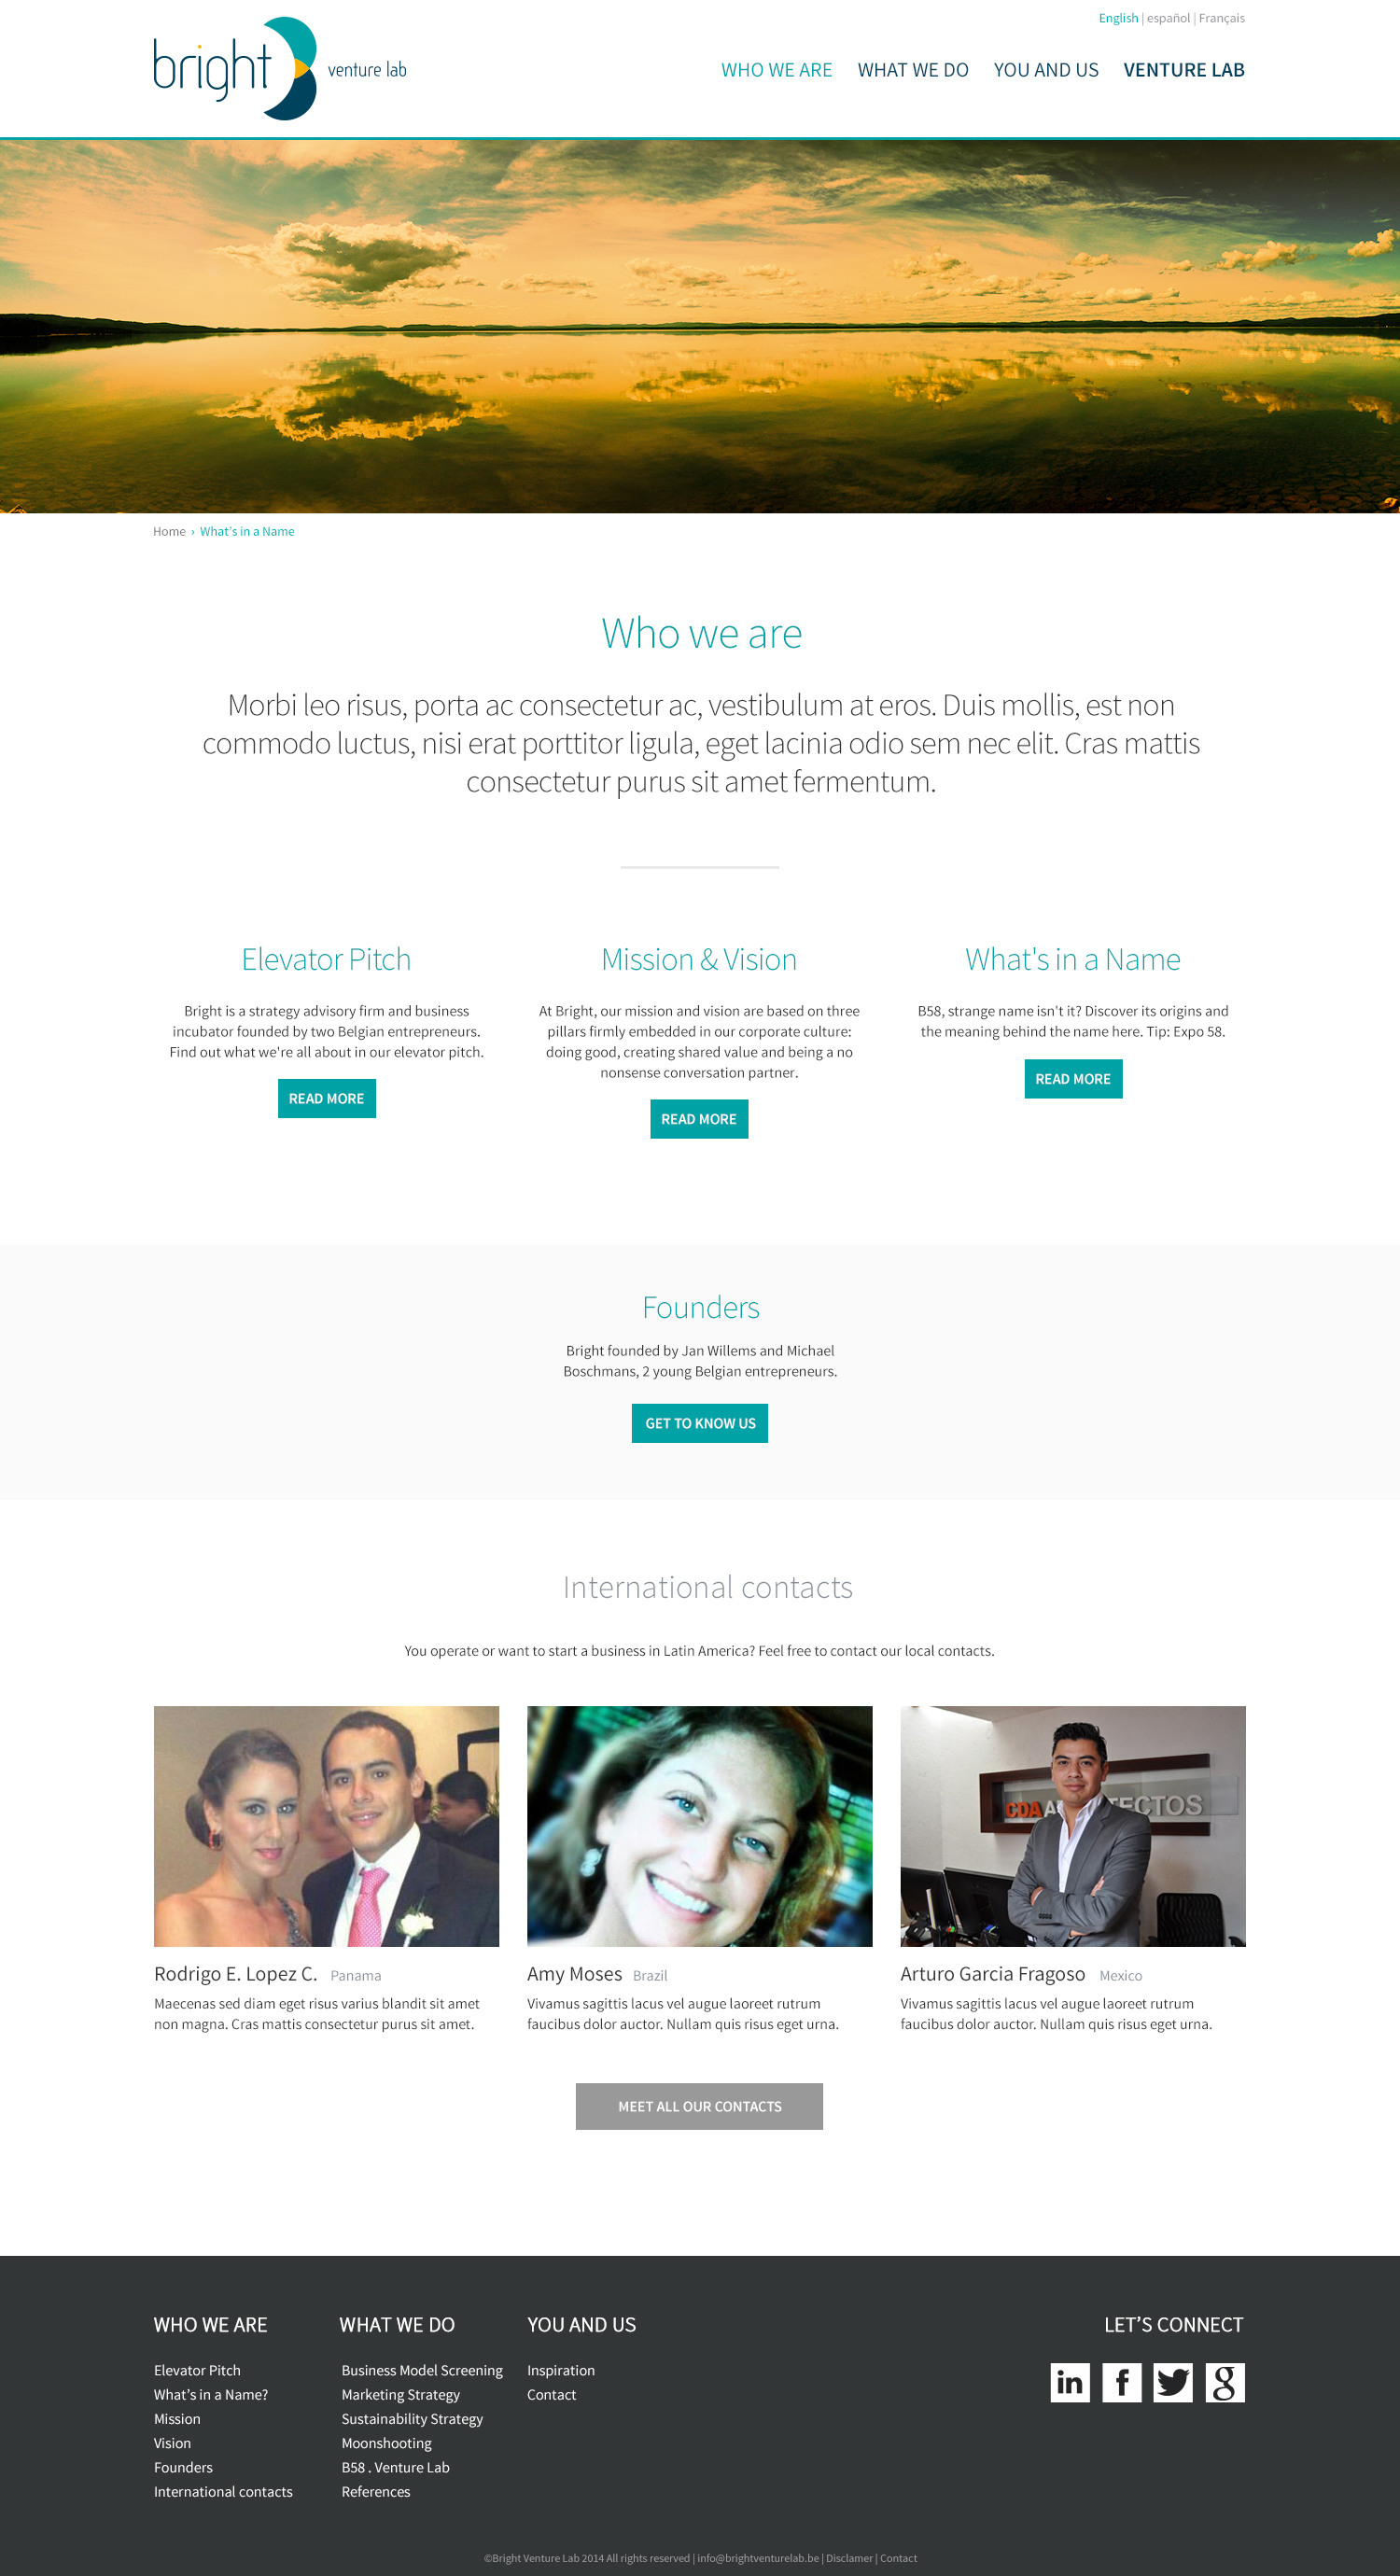 English | español | Français
bright
venture lab
WHO WE ARE WHAT WE DO YOU AND US VENTURE LAB
Home › What's in a Name
Who we are
Morbi leo risus, porta ac consectetur ac, vestibulum at eros. Duis mollis, est non
commodo luctus, nisi erat porttitor ligula, eget lacinia odio sem nec elit. Cras mattis
consectetur purus sit amet fermentum.
Elevator Pitch
Bright is a strategy advisory firm and business
incubator founded by two Belgian entrepreneurs.
Find out what we're all about in our elevator pitch.
READ MORE
Mission & Vision
At Bright, our mission and vision are based on three
pillars firmly embedded in our corporate culture:
doing good, creating shared value and being a no
nonsense conversation partner.
READ MORE
What's in a Name
B58, strange name isn't it? Discover its origins and
the meaning behind the name here. Tip: Expo 58.
READ MORE
Founders
Bright founded by Jan Willems and Michael
Boschmans, 2 young Belgian entrepreneurs.
GET TO KNOW US
International contacts
You operate or want to start a business in Latin America? Feel free to contact our local contacts.
Rodrigo E. Lopez C. Panama
Maecenas sed diam eget risus varius blandit sit amet
non magna. Cras mattis consectetur purus sit amet.
Amy Moses Brazil
Vivamus sagittis lacus vel augue laoreet rutrum
faucibus dolor auctor. Nullam quis risus eget urna.
CDA
Arturo Garcia Fragoso Mexico
Vivamus sagittis lacus vel augue laoreet rutrum
faucibus dolor auctor. Nullam quis risus eget urna.
MEET ALL OUR CONTACTS
WHO WE ARE
Elevator Pitch
What's in a Name?
Mission
Vision
Founders
International contacts
WHAT WE DO
Business Model Screening
Marketing Strategy
Sustainability Strategy
Moonshooting
B58 . Venture Lab
References
YOU AND US
Inspiration
Contact
LET'S CONNECT
in f g
©Bright Venture Lab 2014 All rights reserved | info@brightventurelab.be | Disclamer | Contact